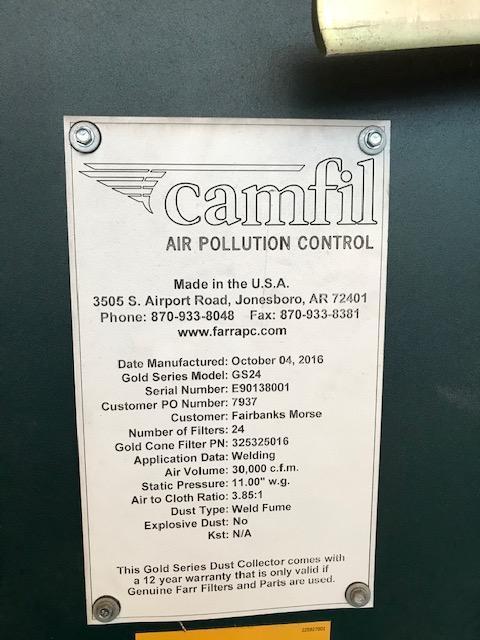 camfil
AIR POLLUTION CONTROL
Made in the U.S.A.
3505 S. Airport Road, Jonesboro, AR 72401
Phone: 870-933-8048 Fax: 870-933-8381
www.farrapc.com
Date Manufactured: October 04, 2016
Gold Series Model: GS24
Serial Number: E90138001
Customer PO Number: 7937
Customer: Fairbanks Morse
Number of Filters: 24
Gold Cone Filter PN: 325325016
Application Data: Welding
Air Volume: 30,000 c.f.m.
Static Pressure: 11.00" w.g.
Air to Cloth Ratio: 3.85:1
Dust Type: Weld Fume
Explosive Dust: No
Kst: N/A
This Gold Series Dust Collector comes with
a 12 year warranty that is only valid if
Genuine Farr Filters and Parts are used.